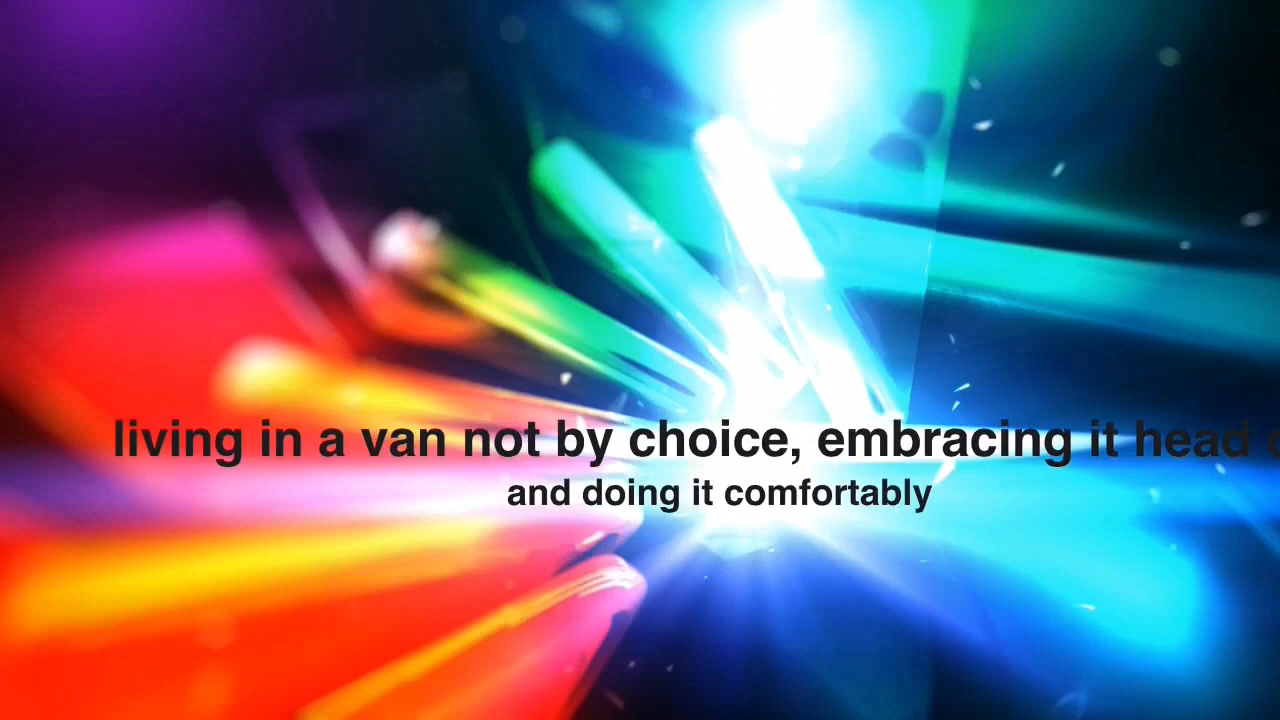 living in a van not by choice, embracing it head
and doing it comfortably